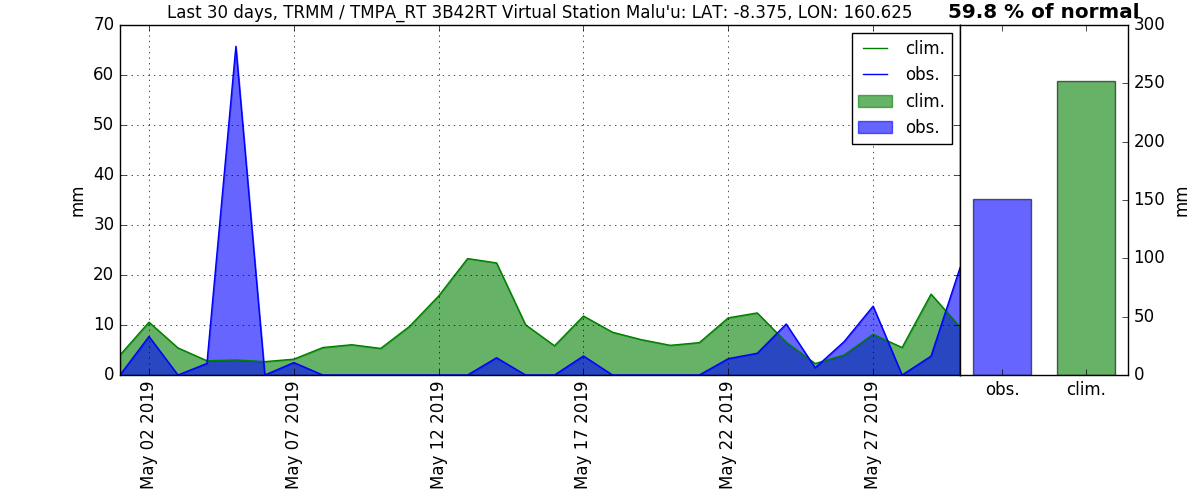 Last 30 days, TRMM / TMPA_RT 3B42RT Virtual Station Malu'u: LAT: -8.375, LON: 160.625
59.8 % of normal
70
60
50
40
30
20
10
0
mm
clim.
obs.
clim.
obs.
May 02 2019
May 07 2019
May 12 2019
May 17 2019
May 22 2019
May 27 2019
300
250
200
150
100
50
0
mm
obs.
clim.